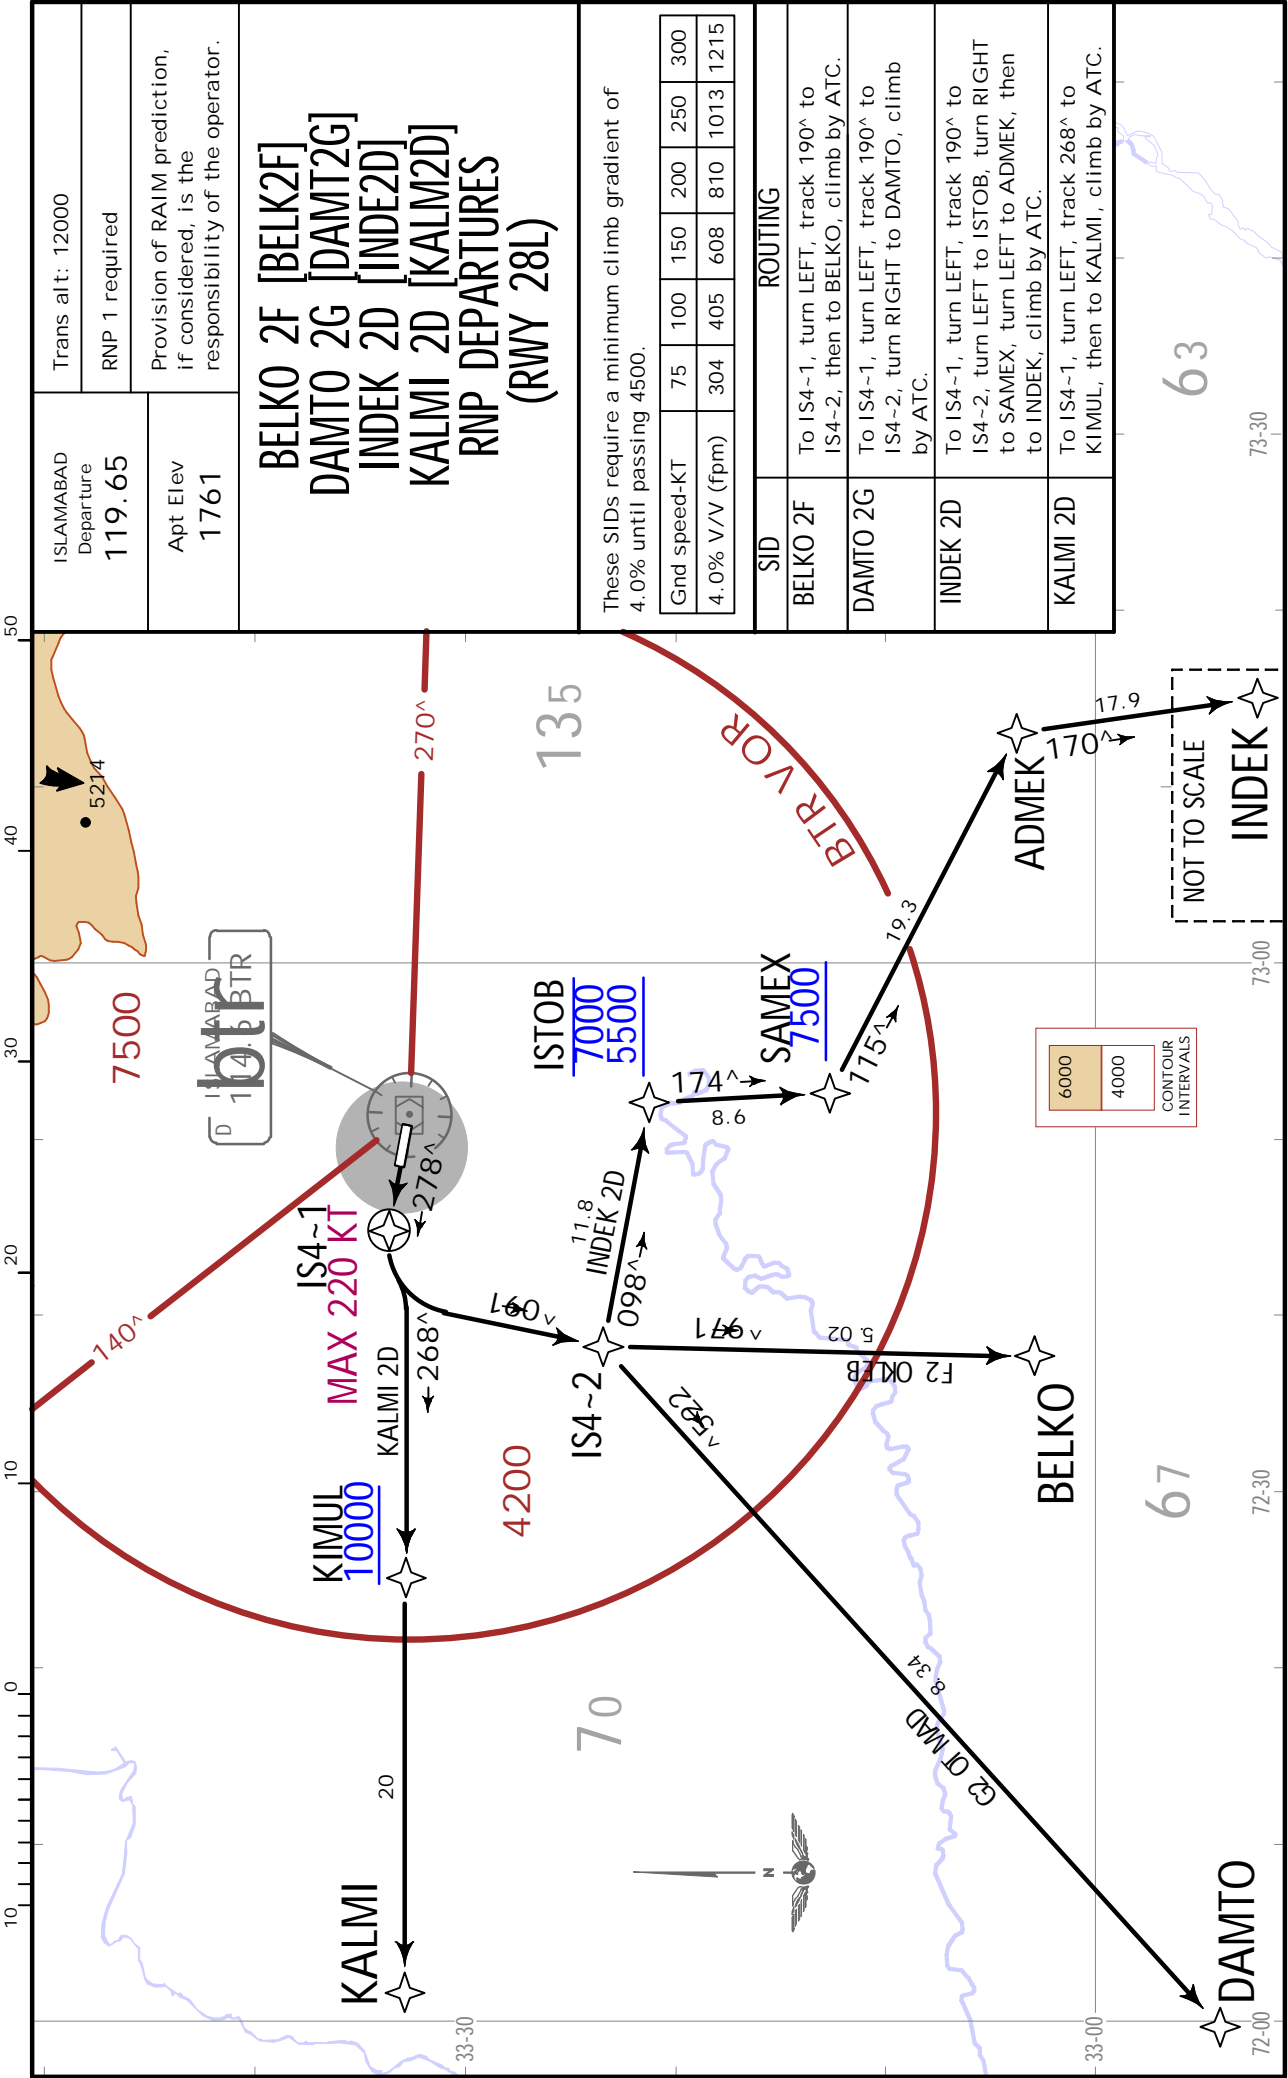 ISLAMABAD
Departure
119.65
Apt Elev
1761
Trans alt: 12000
RNP 1 required
Provision of RAIM prediction,
if considered, is the
responsibility of the operator.
BELKO 2F [BELK2F]
DAMTO 2G [DAMT2G]
INDEK 2D [INDE2D]
KALMI 2D [KALM2D]
RNP DEPARTURES
(RWY 28L)
These SIDs require a minimum climb gradient of
4.0% until passing 4500.
Gnd speed-KT 75 100 150 200 250 300
4.0% V/V (fpm) 304 405 608 810 1013 1215
SID ROUTING
BELKO 2F To IS4~1, turn LEFT, track 190^ to
IS4~2, then to BELKO, climb by ATC.
DAMTO 2G To IS4~1, turn LEFT, track 190^ to
IS4~2, turn RIGHT to DAMTO, climb
by ATC.
INDEK 2D To IS4~1, turn LEFT, track 190^ to
IS4~2, turn LEFT to ISTOB, turn RIGHT
to SAMEX, turn LEFT to ADMEK, then
to INDEK, climb by ATC.
KALMI 2D To IS4~1, turn LEFT, track 268^ to
KIMUL, then to KALMI, climb by ATC.
10 0 10 20 30 40 50
5214
7500
D ISLAMABAD
BTR
btr
270^
140^
135
BTR VOR
278^
IS4~1
MAX 220 KT
KALMI 2D
268^
KIMUL
10000
20
KALMI
4200
IS4~2
11.8
INDEK 2D
098^
ISTOB
7000
5500
174^
8.6
SAMEX
7500
115^
19.3
ADMEK
170^
17.9
NOT TO SCALE
INDEK
F2 OKLEB
5.02
BELKO
^522
8.34
G2 OTMAD
DAMTO
70
67
63
N
6000
4000
CONTOUR
INTERVALS
33-30
33-00
72-00
72-30
73-00
73-30